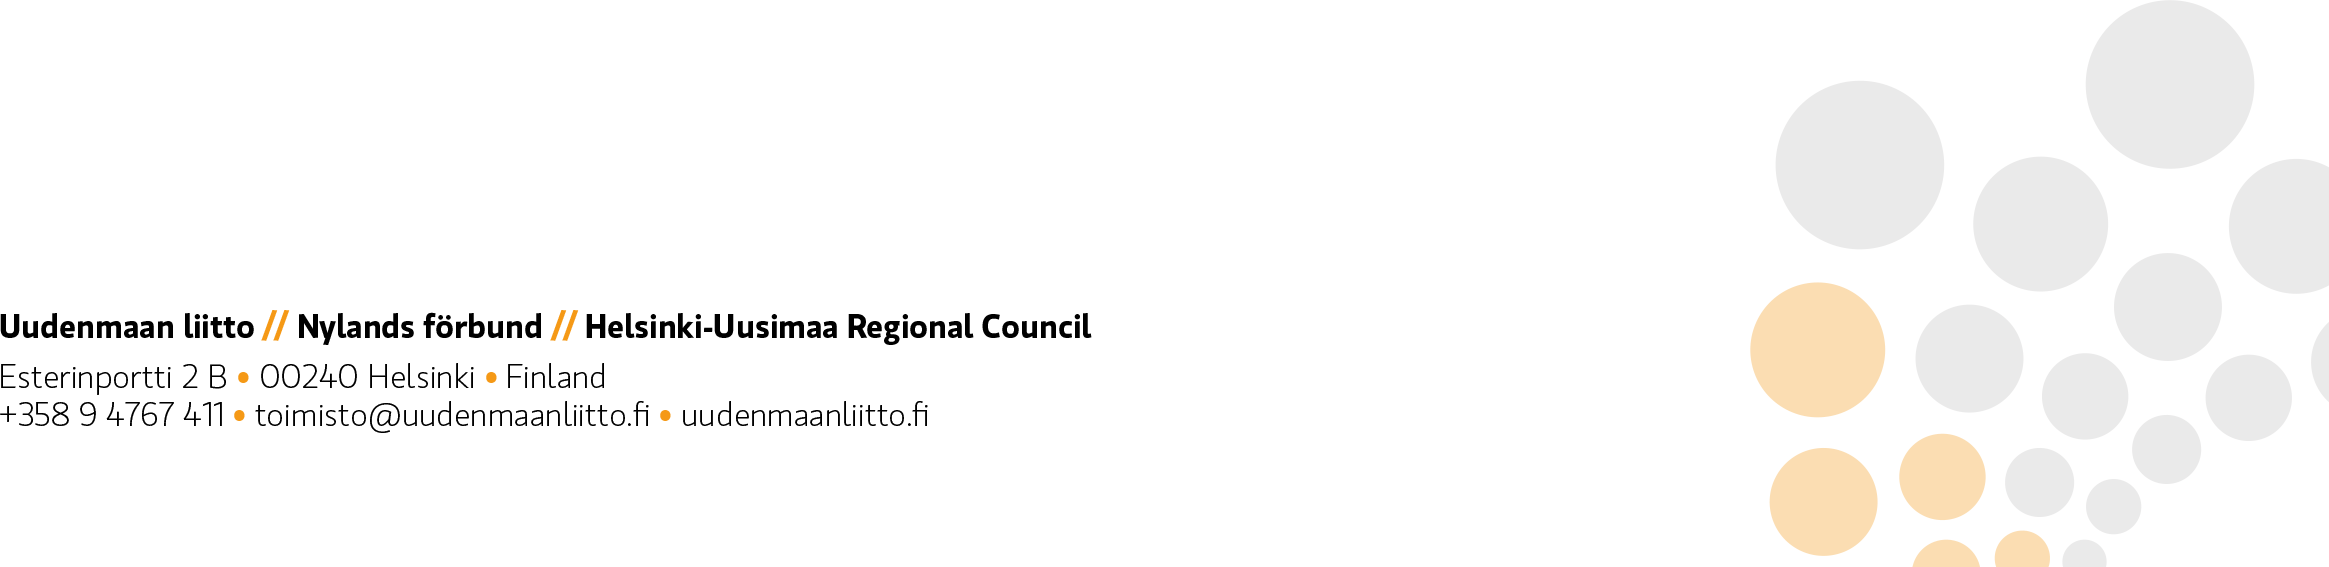 Uudenmaan liitto // Nylands förbund // Helsinki-Uusimaa Regional Council
Esterinportti 2 B • 00240 Helsinki • Finland
+358 9 4767 411 • toimisto@uudenmaanliitto.fi • uudenmaanliitto.fi